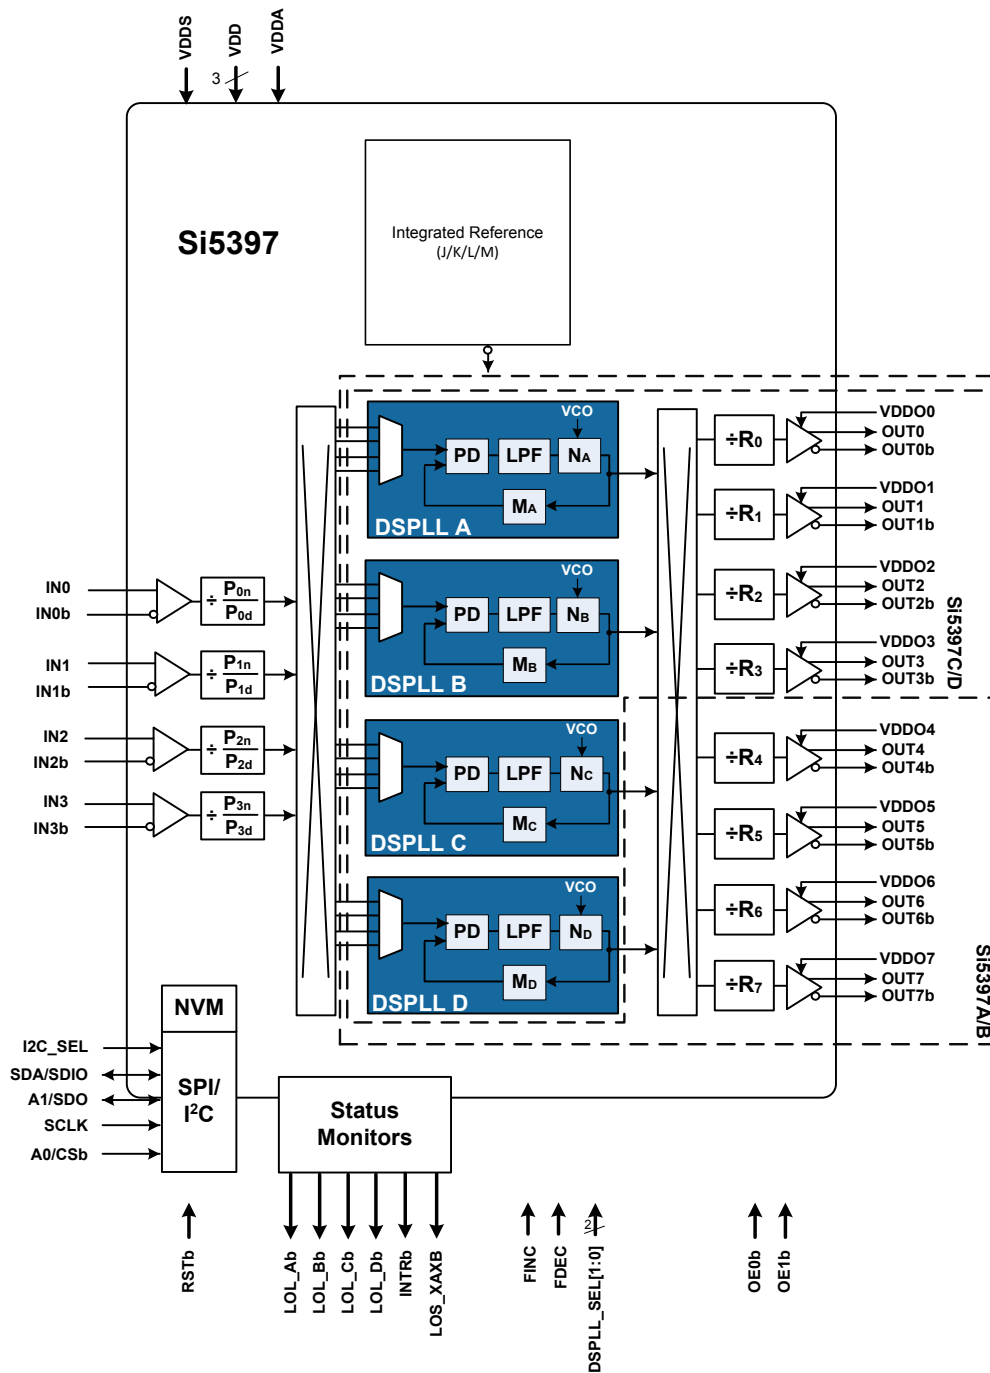 VDDS
VDD
VDDA
3
Si5397
Integrated Reference
(J/K/L/M)
VCO
PD
LPF
NA
MA
DSPLL A
VCO
PD
LPF
NB
MB
DSPLL B
VCO
PD
LPF
NC
MC
DSPLL C
VCO
PD
LPF
ND
MD
DSPLL D
IN0
IN0b
÷ P0n
P0d
IN1
IN1b
÷ P1n
P1d
IN2
IN2b
÷ P2n
P2d
IN3
IN3b
÷ P3n
P3d
÷R0
VDDO0
OUT0
OUT0b
÷R1
VDDO1
OUT1
OUT1b
÷R2
VDDO2
OUT2
OUT2b
÷R3
VDDO3
OUT3
OUT3b
÷R4
VDDO4
OUT4
OUT4b
÷R5
VDDO5
OUT5
OUT5b
÷R6
VDDO6
OUT6
OUT6b
÷R7
VDDO7
OUT7
OUT7b
Si5397C/D
Si5397A/B
NVM
SPI/
I²C
I2C_SEL
SDA/SDIO
A1/SDO
SCLK
A0/CSb
Status
Monitors
RSTb
LOL_Ab
LOL_Bb
LOL_Cb
LOL_Db
INTRb
LOS_XAXB
FINC
FDEC
2
DSPLL_SEL[1:0]
OE0b
OE1b